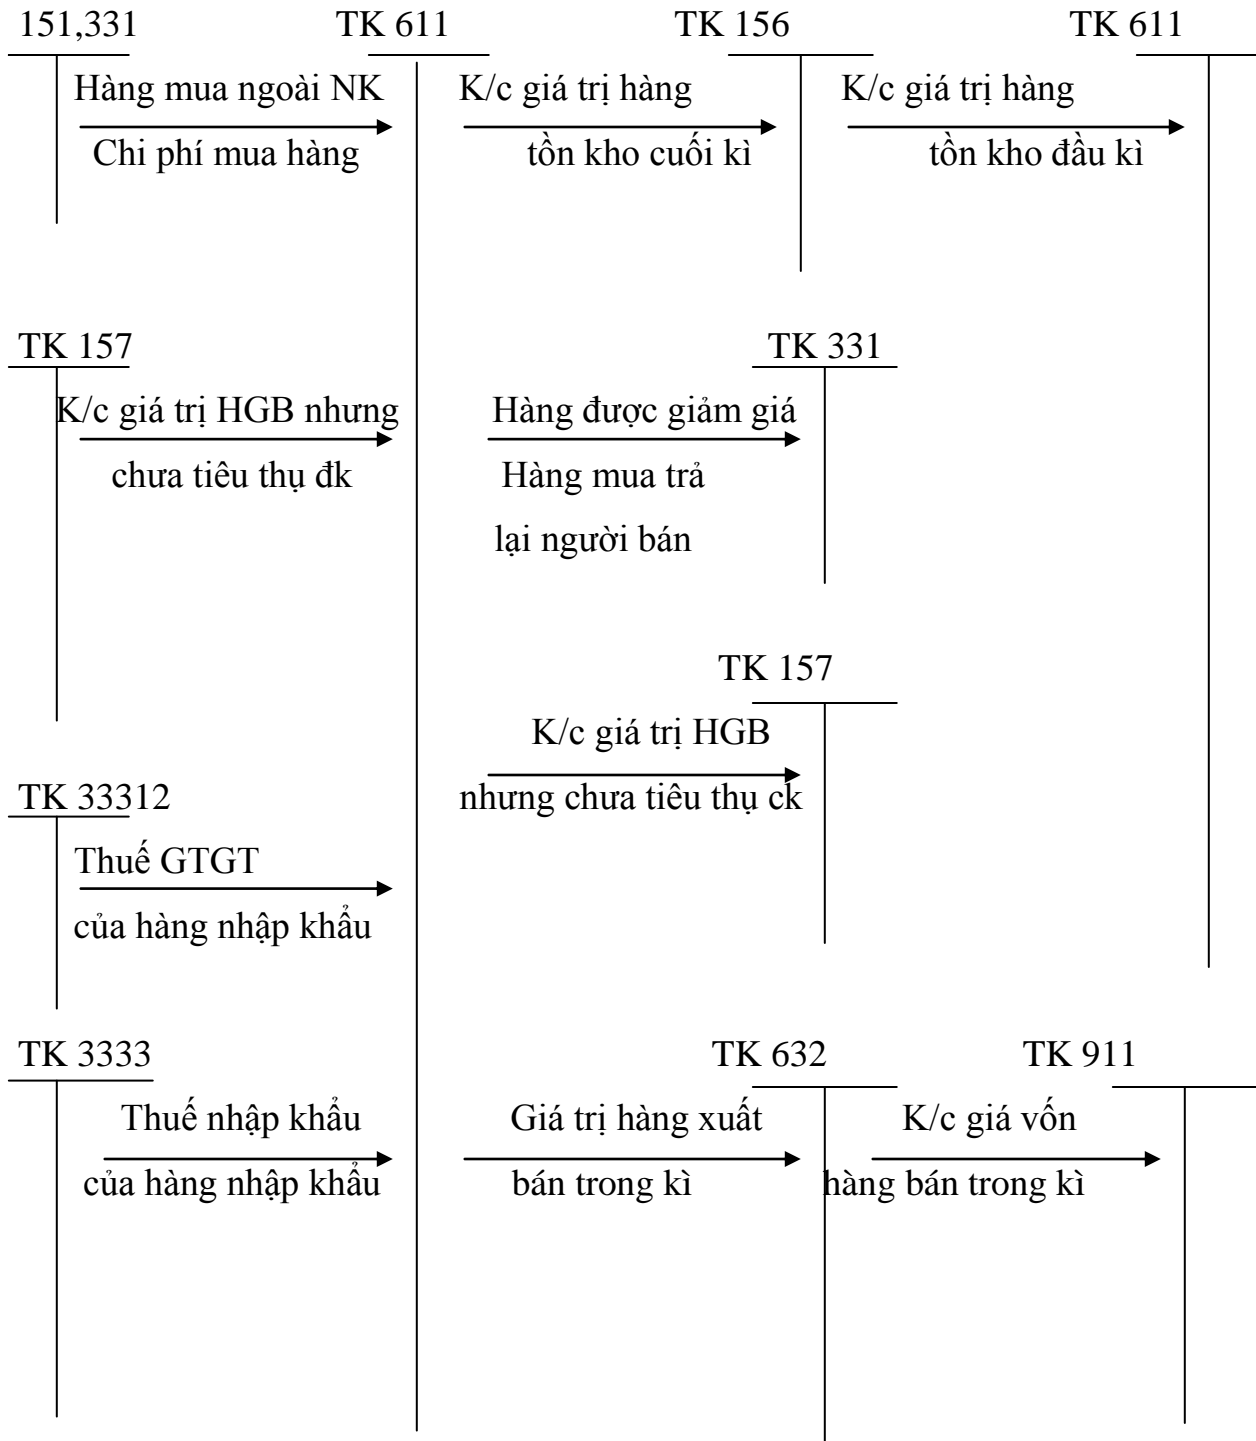 151,331 TK 611 TK 156 TK 611
Hàng mua ngoài NK K/c giá trị hàng K/c giá trị hàng
Chi phí mua hàng tồn kho cuối kì tồn kho đầu kì
TK 157 TK 331
K/c giá trị HGB nhưng Hàng được giảm giá
chưa tiêu thụ đk Hàng mua trả
lại người bán
TK 157
K/c giá trị HGB
TK 33312 nhưng chưa tiêu thụ ck
Thuế GTGT
của hàng nhập khẩu
TK 3333 TK 632 TK 911
Thuế nhập khẩu Giá trị hàng xuất K/c giá vốn
của hàng nhập khẩu bán trong kì hàng bán trong kì